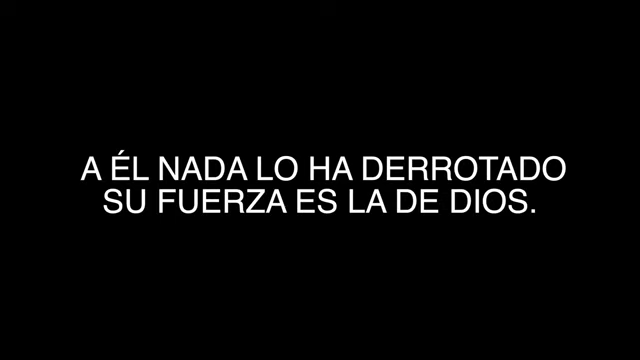 A ÉL NADA LO HA DERROTADO
SU FUERZA ES LA DE DIOS.